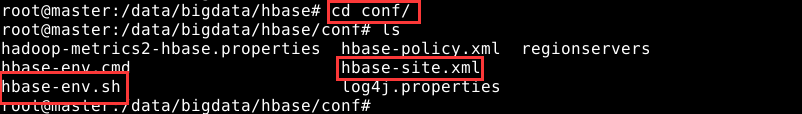 root@master:/data/bigdata/hbase# cd conf/
root@master:/data/bigdata/hbase/conf# ls
hadoop-metrics2-hbase.properties  hbase-policy.xml  regionservers
hbase-env.cmd                     hbase-site.xml
hbase-env.sh                      log4j.properties
root@master:/data/bigdata/hbase/conf#